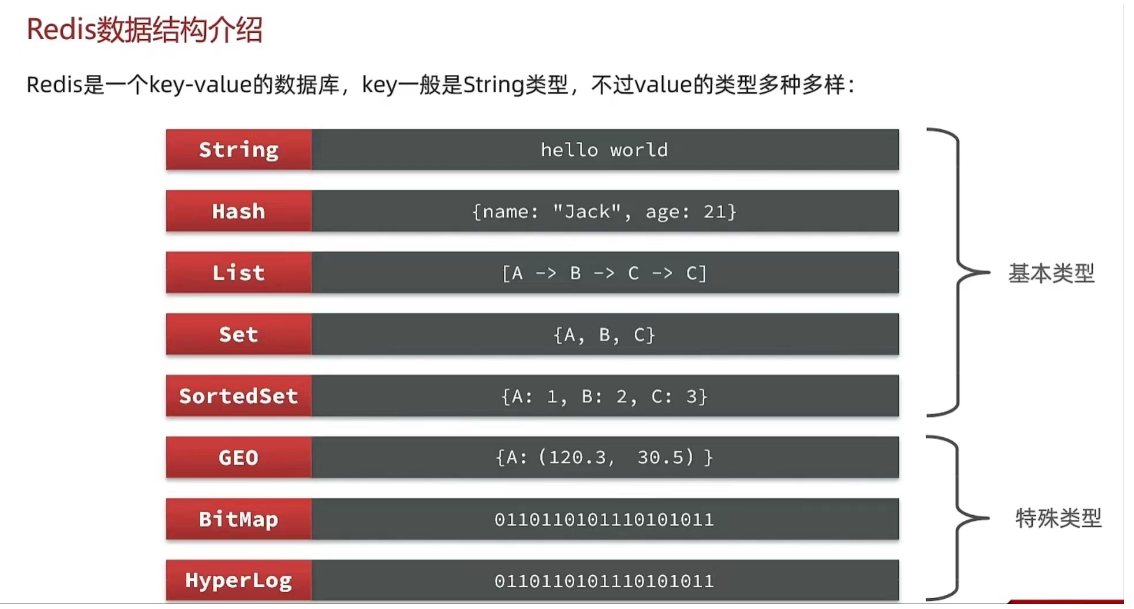 Redis数据结构介绍
Redis是一个key-value的数据库，key一般是String类型，不过value的类型多种多样：
String hello world
Hash {name: "Jack", age: 21}
List [A -> B -> C -> C]
Set {A, B, C}
SortedSet {A: 1, B: 2, C: 3}
基本类型
GEO {A: (120.3, 30.5) }
BitMap 0110110101110101011
HyperLog 0110110101110101011
特殊类型